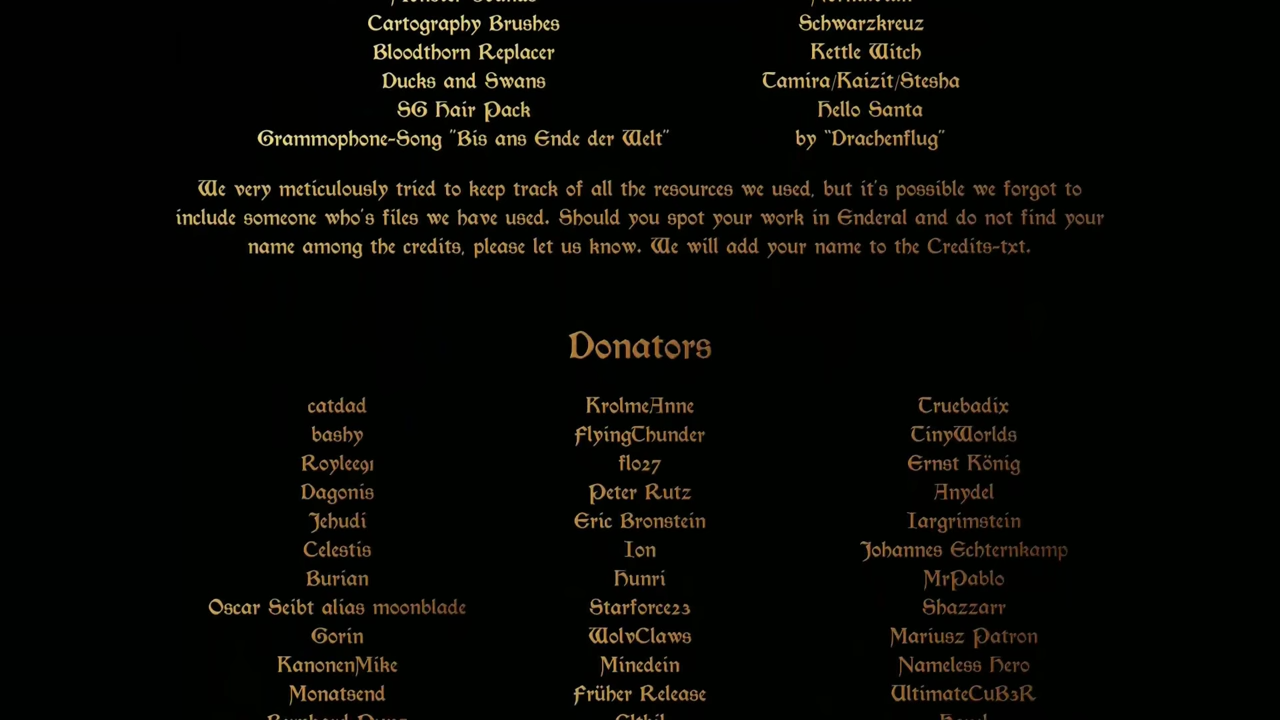 Cartography Brushes Schwarzkreuz
Bloodthorn Replacer Kettle Witch
Ducks and Swans Tamira/Kaizit/Stesha
SG Hair Pack Hello Santa
Grammophone-Song "Bis ans Ende der Welt" by "Drachenflug"
We very meticulously tried to keep track of all the resources we used, but it's possible we forgot to
include someone who's files we have used. Should you spot your work in Enderal and do not find your
name among the credits, please let us know. We will add your name to the Credits-txt.
Donators
catdad KrolmeAnne Truebadix
bashy FlyingThunder TinyWorlds
Roylee91 flo27 Ernst König
Dagonis Peter Rutz Anydel
Jehudi Eric Bronstein Iargrimstein
Celestis Ion Johannes Echternkamp
Burian Hunri MrPablo
Oscar Seibt alias moonblade Starforce23 Shazzarr
Gorin WolvClaws Mariusz Patron
KanonenMike Minedein Nameless Hero
Monatsend Früher Release UltimateCuB3R